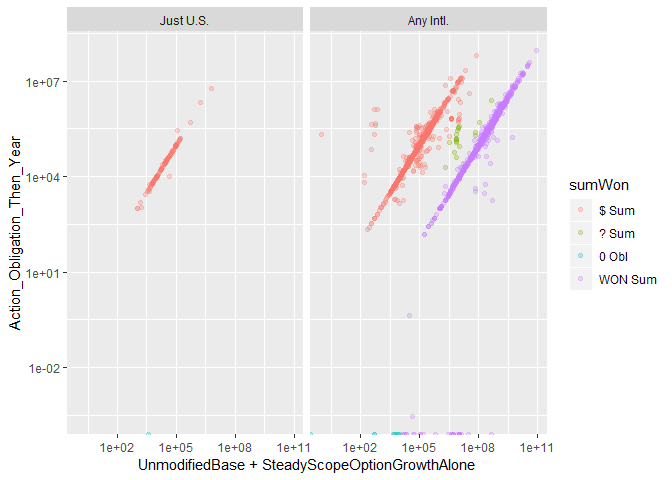 Just U.S. Any Intl.
1e+07
1e+04
1e+01
1e-02
Action_Obligation_Then_Year
1e+02 1e+05 1e+08 1e+11 1e+02 1e+05 1e+08 1e+11
UnmodifiedBase + SteadyScopeOptionGrowthAlone
sumWon
$ Sum
? Sum
0 Obl
WON Sum